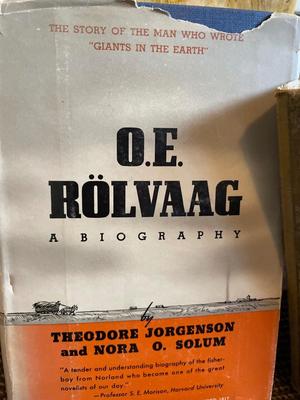 THE STORY OF THE MAN WHO WROTE
"GIANTS IN THE EARTH"
O.E.
RÖLVAAG
A BIOGRAPHY
by
THEODORE JORGENSON
and NORA O. SOLUM
"A tender and understanding biography of the fisher-
boy from Norland who became one of the great
novelists of our day."
—Professor S. E. Morison, Harvard University